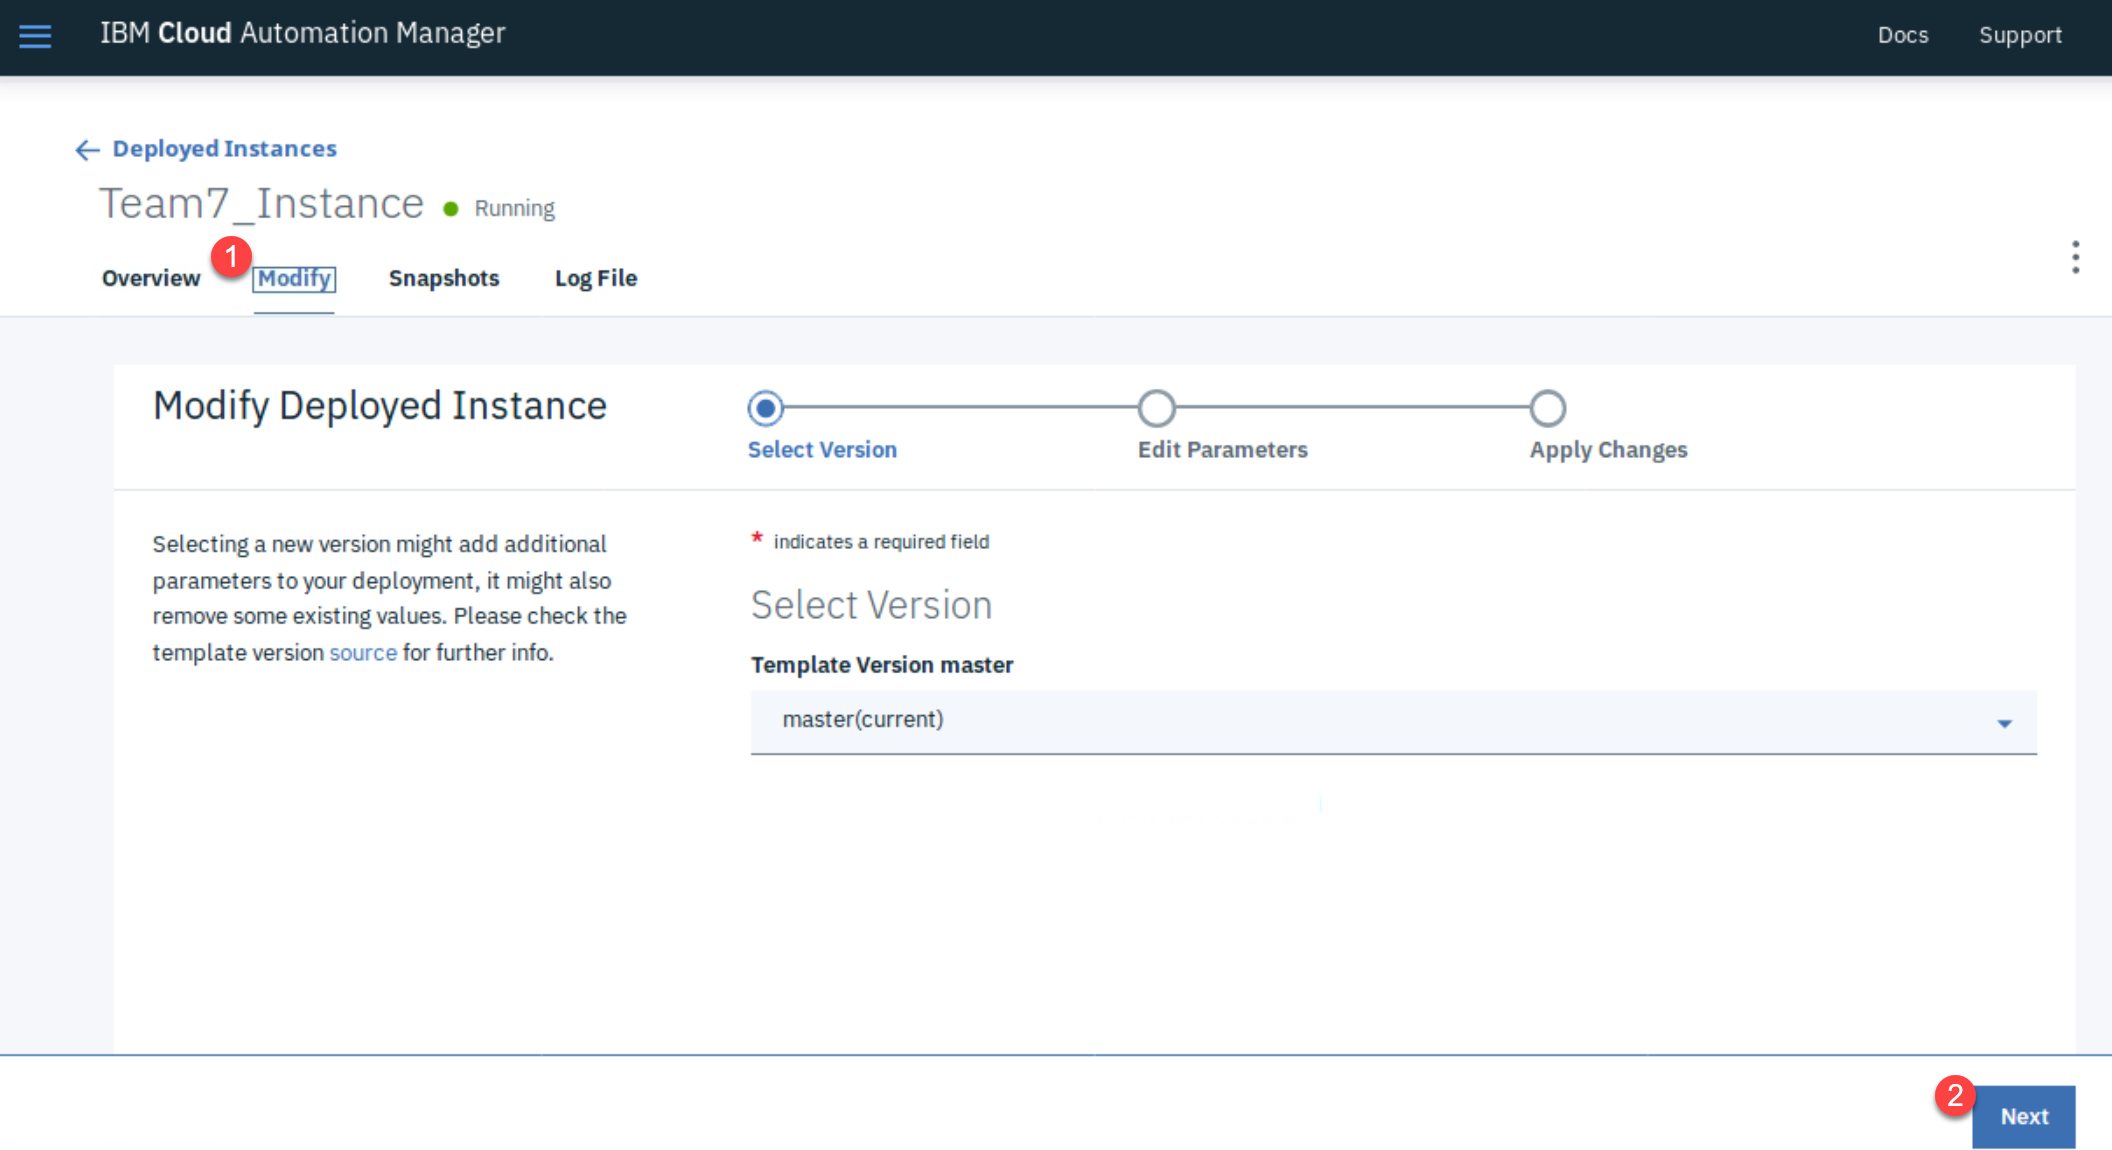 IBM Cloud Automation Manager
Docs
Support
Deployed Instances
Team7_Instance
Running
1
Overview
Modify
Snapshots
Log File
Modify Deployed Instance
Select Version
Edit Parameters
Apply Changes
Selecting a new version might add additional
parameters to your deployment, it might also
remove some existing values. Please check the
template version source for further info.
* indicates a required field
Select Version
Template Version master
master(current)
2
Next